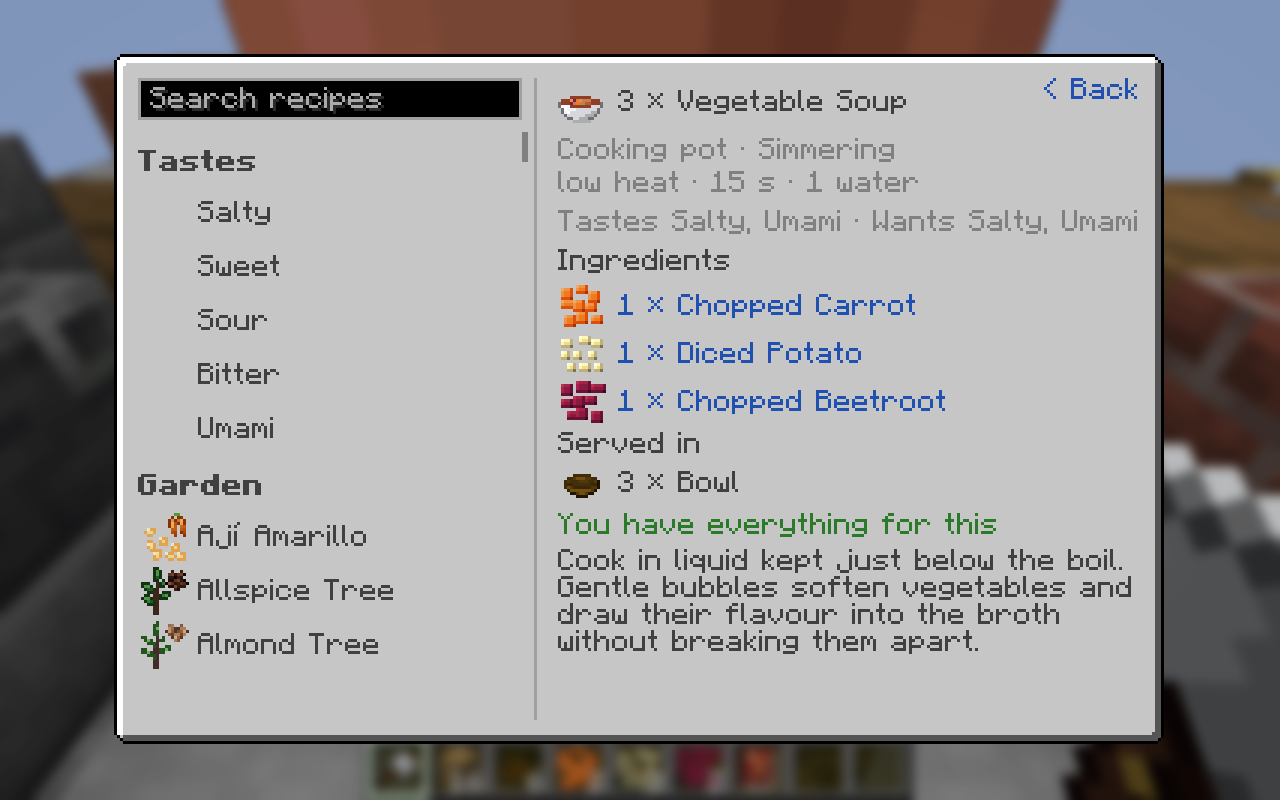 Search recipes
Tastes
Salty
Sweet
Sour
Bitter
Umami
Garden
Ají Amarillo
Allspice Tree
Almond Tree
< Back
3 × Vegetable Soup
Cooking pot · Simmering
low heat · 15 s · 1 water
Tastes Salty, Umami · Wants Salty, Umami
Ingredients
1 × Chopped Carrot
1 × Diced Potato
1 × Chopped Beetroot
Served in
3 × Bowl
You have everything for this
Cook in liquid kept just below the boil.
Gentle bubbles soften vegetables and
draw their flavour into the broth
without breaking them apart.